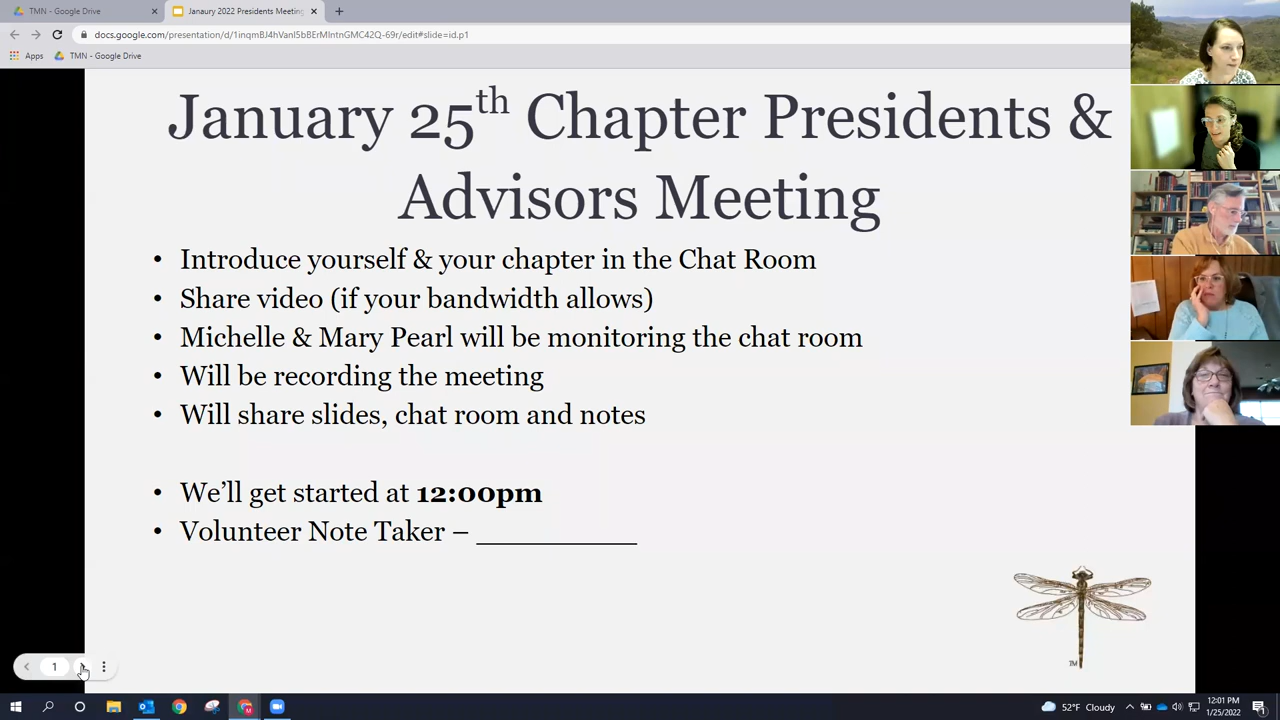 TMN - Google Drive
Janaury 2022 Presidents Meeting
docs.google.com/presentation/d/1inqmBJ4hVanI5bBErMIntnGMC42Q-69r/edit#slide=id.p1
Apps
TMN - Google Drive
January 25th Chapter Presidents &
Advisors Meeting
• Introduce yourself & your chapter in the Chat Room
• Share video (if your bandwidth allows)
• Michelle & Mary Pearl will be monitoring the chat room
• Will be recording the meeting
• Will share slides, chat room and notes
• We'll get started at 12:00pm
• Volunteer Note Taker – __________
TM
1
52°F Cloudy
12:01 PM
1/25/2022